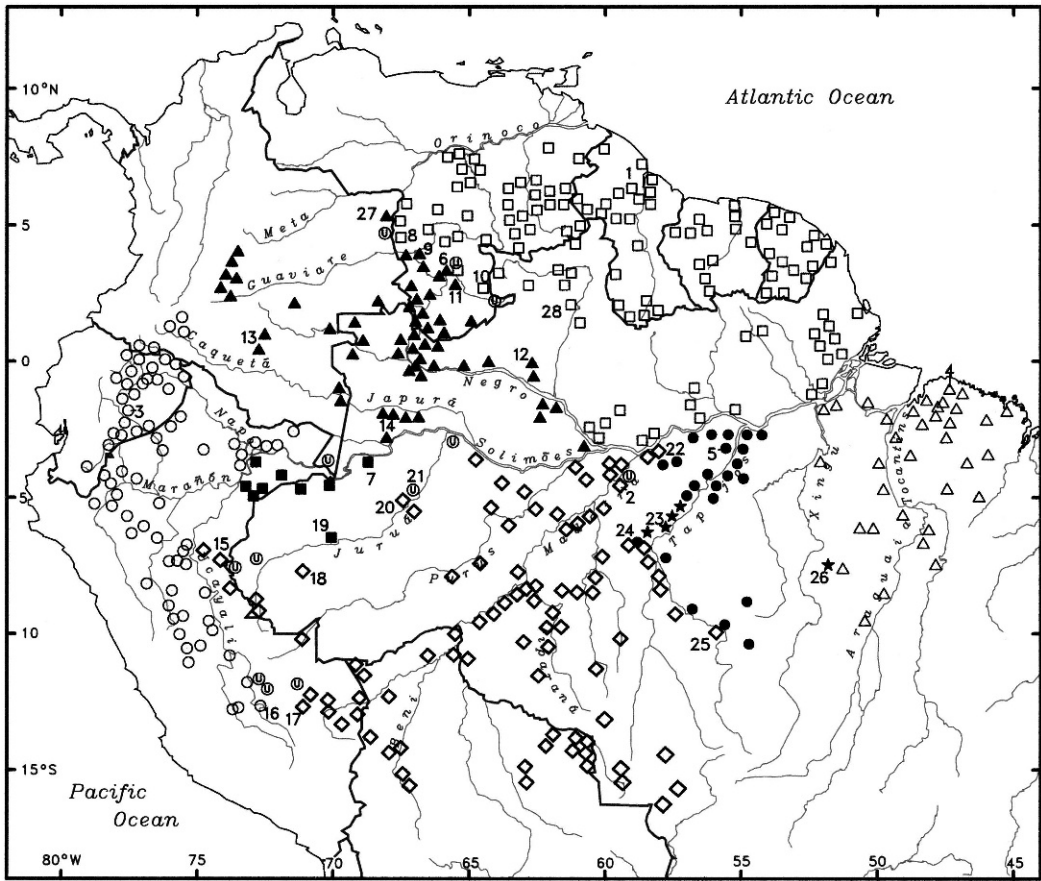 Atlantic Ocean
10°N
Orinoco
1
Meta
27
U
8
9
6
U
5
Guaviare
10
U
11
28
13
Caquetá
12
0
Negro
3
Napo
Japurá
14
4
Solimões
U
U
22
5
Marañón
7
21
U
U
2
Xingu
Tocantins
5
20
Madeira
Tapajós
23
24
19
Juruá
15
U
U
18
Purus
26
Ucayali
Araguaia
10
Jiparaná
25
U
U
U
16
17
Beni
15°S
Pacific
Ocean
80°W
75
70
65
60
55
50
45